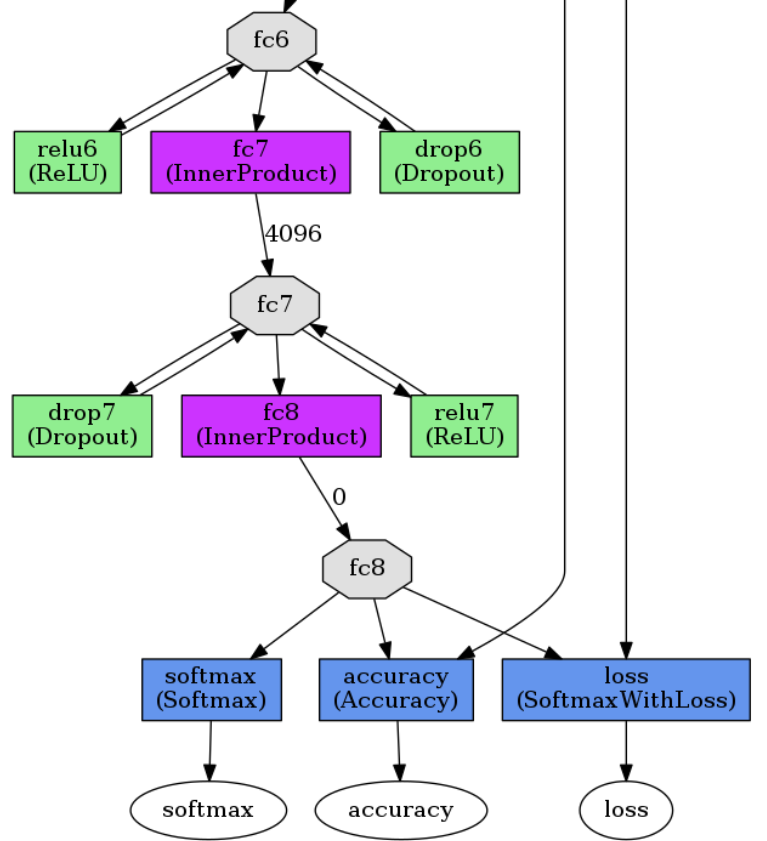 fc6
relu6
(ReLU)
fc7
(InnerProduct)
drop6
(Dropout)
4096
fc7
drop7
(Dropout)
fc8
(InnerProduct)
relu7
(ReLU)
0
fc8
softmax
(Softmax)
accuracy
(Accuracy)
loss
(SoftmaxWithLoss)
softmax
accuracy
loss